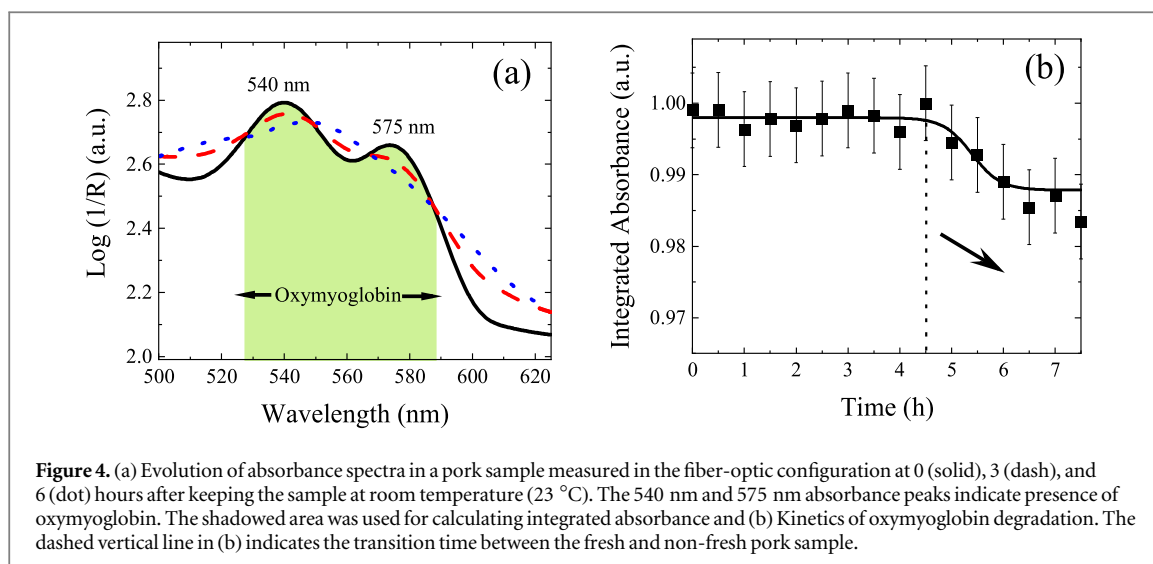 (a)
540 nm
575 nm
Oxymyoglobin
Log (1/R) (a.u.)
2.8
2.6
2.4
2.2
2.0
500 520 540 560 580 600 620
Wavelength (nm)
(b)
Integrated Absorbance (a.u.)
1.00
0.99
0.98
0.97
0 1 2 3 4 5 6 7
Time (h)
Figure 4. (a) Evolution of absorbance spectra in a pork sample measured in the fiber-optic configuration at 0 (solid), 3 (dash), and
6 (dot) hours after keeping the sample at room temperature (23 °C). The 540 nm and 575 nm absorbance peaks indicate presence of
oxymyoglobin. The shadowed area was used for calculating integrated absorbance and (b) Kinetics of oxymyoglobin degradation. The
dashed vertical line in (b) indicates the transition time between the fresh and non-fresh pork sample.